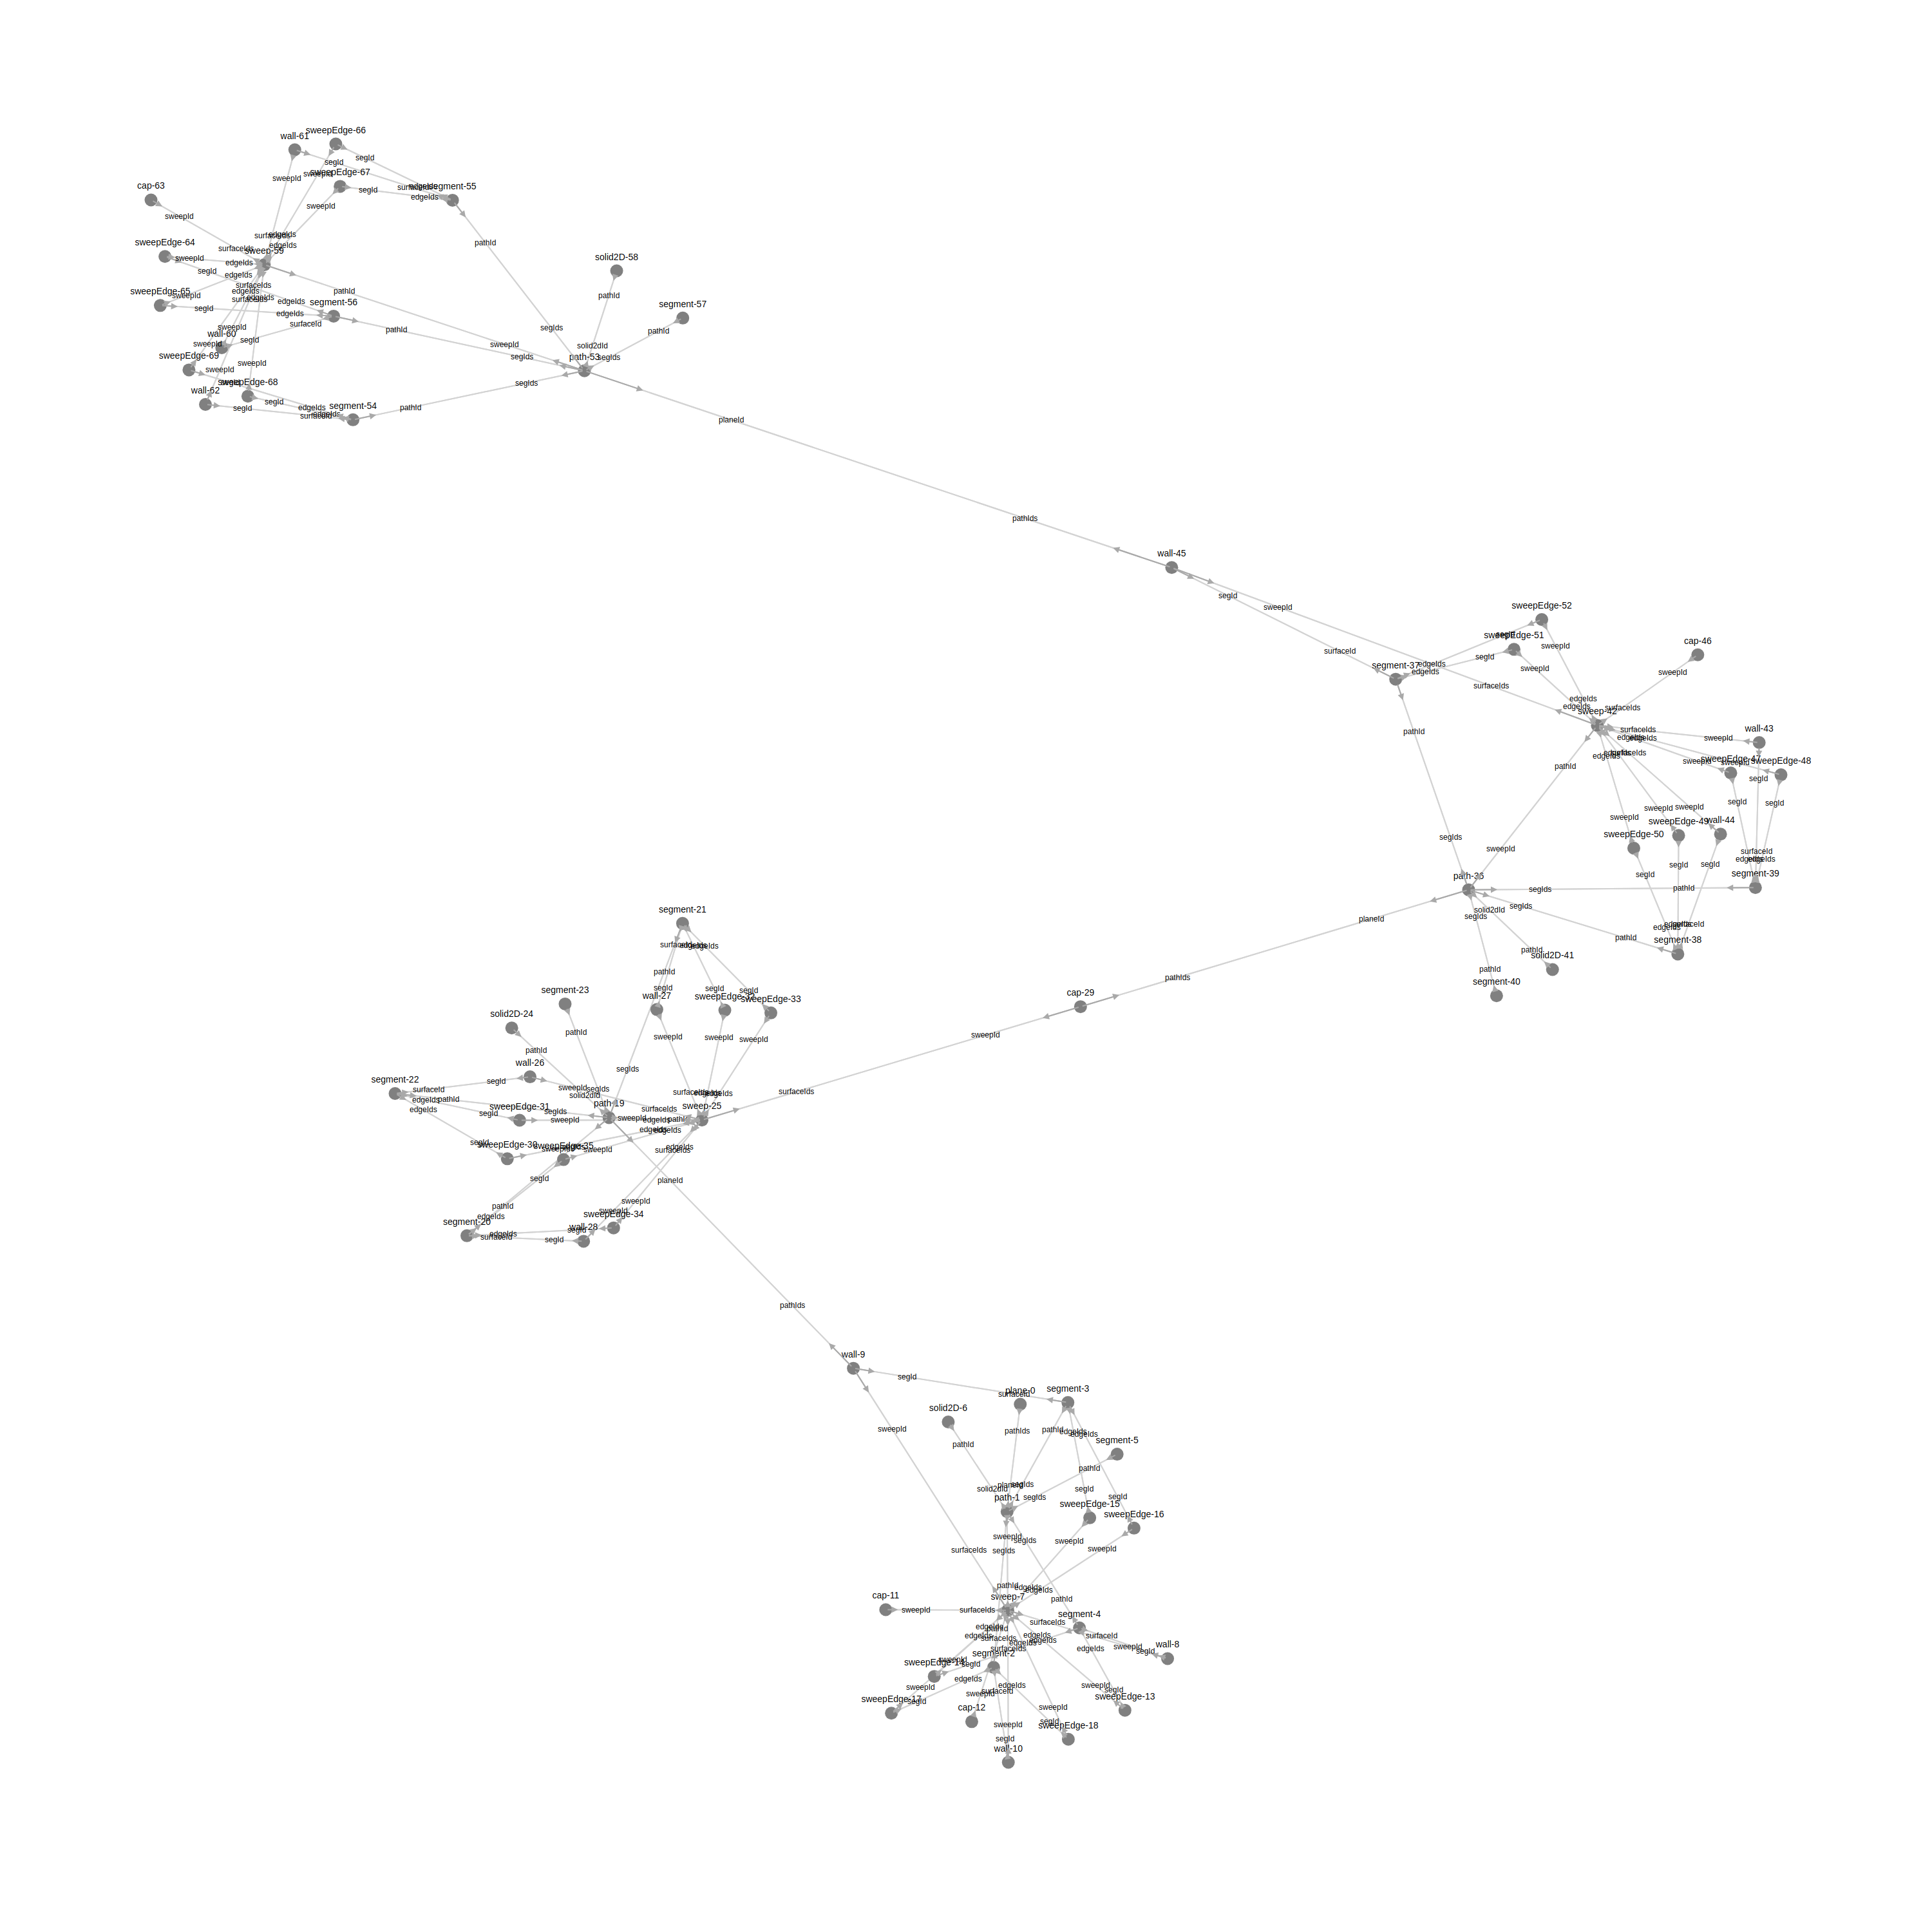 sweepEdge-66
wall-61
segId
segId
sweepEdge-67
sweepId
cap-63
segId
segment-55
edgeIds
sweepId
sweepId
edgeIds
pathId
sweepEdge-64
surfaceIds
sweep-59
edgeIds
sweepId
solid2D-58
segId
edgeIds
surfaceIds
sweepEdge-65
sweepId
edgeIds
pathId
segment-56
edgeIds
pathId
segment-57
segId
edgeIds
surfaceId
segIds
pathId
pathId
wall-60
segId
sweepId
sweepId
solid2dId
sweepEdge-69
segIds
path-53
segIds
sweepId
sweepId
sweepEdge-68
segIds
wall-62
segId
segId
edgeIds
segment-54
pathId
surfaceId
planeId
pathIds
wall-45
segId
sweepId
sweepEdge-52
sweepEdge-51
cap-46
surfaceId
segId
sweepId
segment-37
edgeIds
edgeIds
sweepId
sweepId
surfaceIds
edgeIds
edgeIds
surfaceIds
sweep-42
wall-43
pathId
surfaceIds
sweepId
edgeIds
surfaceIds
pathId
sweepId
sweepEdge-47
sweepEdge-48
segId
segId
segId
sweepId
sweepId
sweepId
sweepEdge-50
sweepEdge-49
wall-44
segIds
sweepId
surfaceId
edgeIds
edgeIds
segId
segId
segId
path-36
segment-39
segIds
pathId
segIds
solid2dId
segIds
planeId
surfaceId
edgeIds
pathId
segment-38
pathId
solid2D-41
pathId
segment-40
pathIds
cap-29
sweepId
surfaceIds
segment-21
edgeIds
pathId
segId
segId
segId
segment-23
wall-27
sweepEdge-33
solid2D-24
pathId
pathId
sweepId
sweepId
sweepId
wall-26
segIds
segment-22
segId
surfaceId
sweepId
segIds
solid2dId
edgeIds
pathId
edgeIds
sweepEdge-31
path-19
sweep-25
surfaceIds
segId
segIds
sweepId
sweepId
edgeIds
edgeIds
sweepEdge-30
sweepEdge-35
sweepId
edgeIds
surfaceIds
segId
planeId
pathId
sweepId
segment-20
edgeIds
sweepEdge-34
wall-28
edgeIds
surfaceId
segId
pathIds
wall-9
segId
plane-0
segment-3
surfaceId
solid2D-6
sweepId
pathIds
pathId
edgeIds
edgeIds
segment-5
pathId
pathId
segIds
solid2dId
segId
segId
path-1
segIds
sweepEdge-15
sweepEdge-16
sweepId
segIds
sweepId
surfaceIds
segIds
sweepId
cap-11
pathId
edgeIds
edgeIds
sweep-7
pathId
sweepId
surfaceIds
segment-4
surfaceIds
edgeIds
edgeIds
surfaceIds
edgeIds
edgeIds
surfaceId
wall-8
surfaceIds
edgeIds
sweepId
segId
segment-2
sweepEdge-14
segId
edgeIds
sweepId
edgeIds
sweepId
sweepId
surfaceId
segId
sweepEdge-17
segId
sweepEdge-13
cap-12
sweepId
segId
sweepId
sweepEdge-18
segId
wall-10